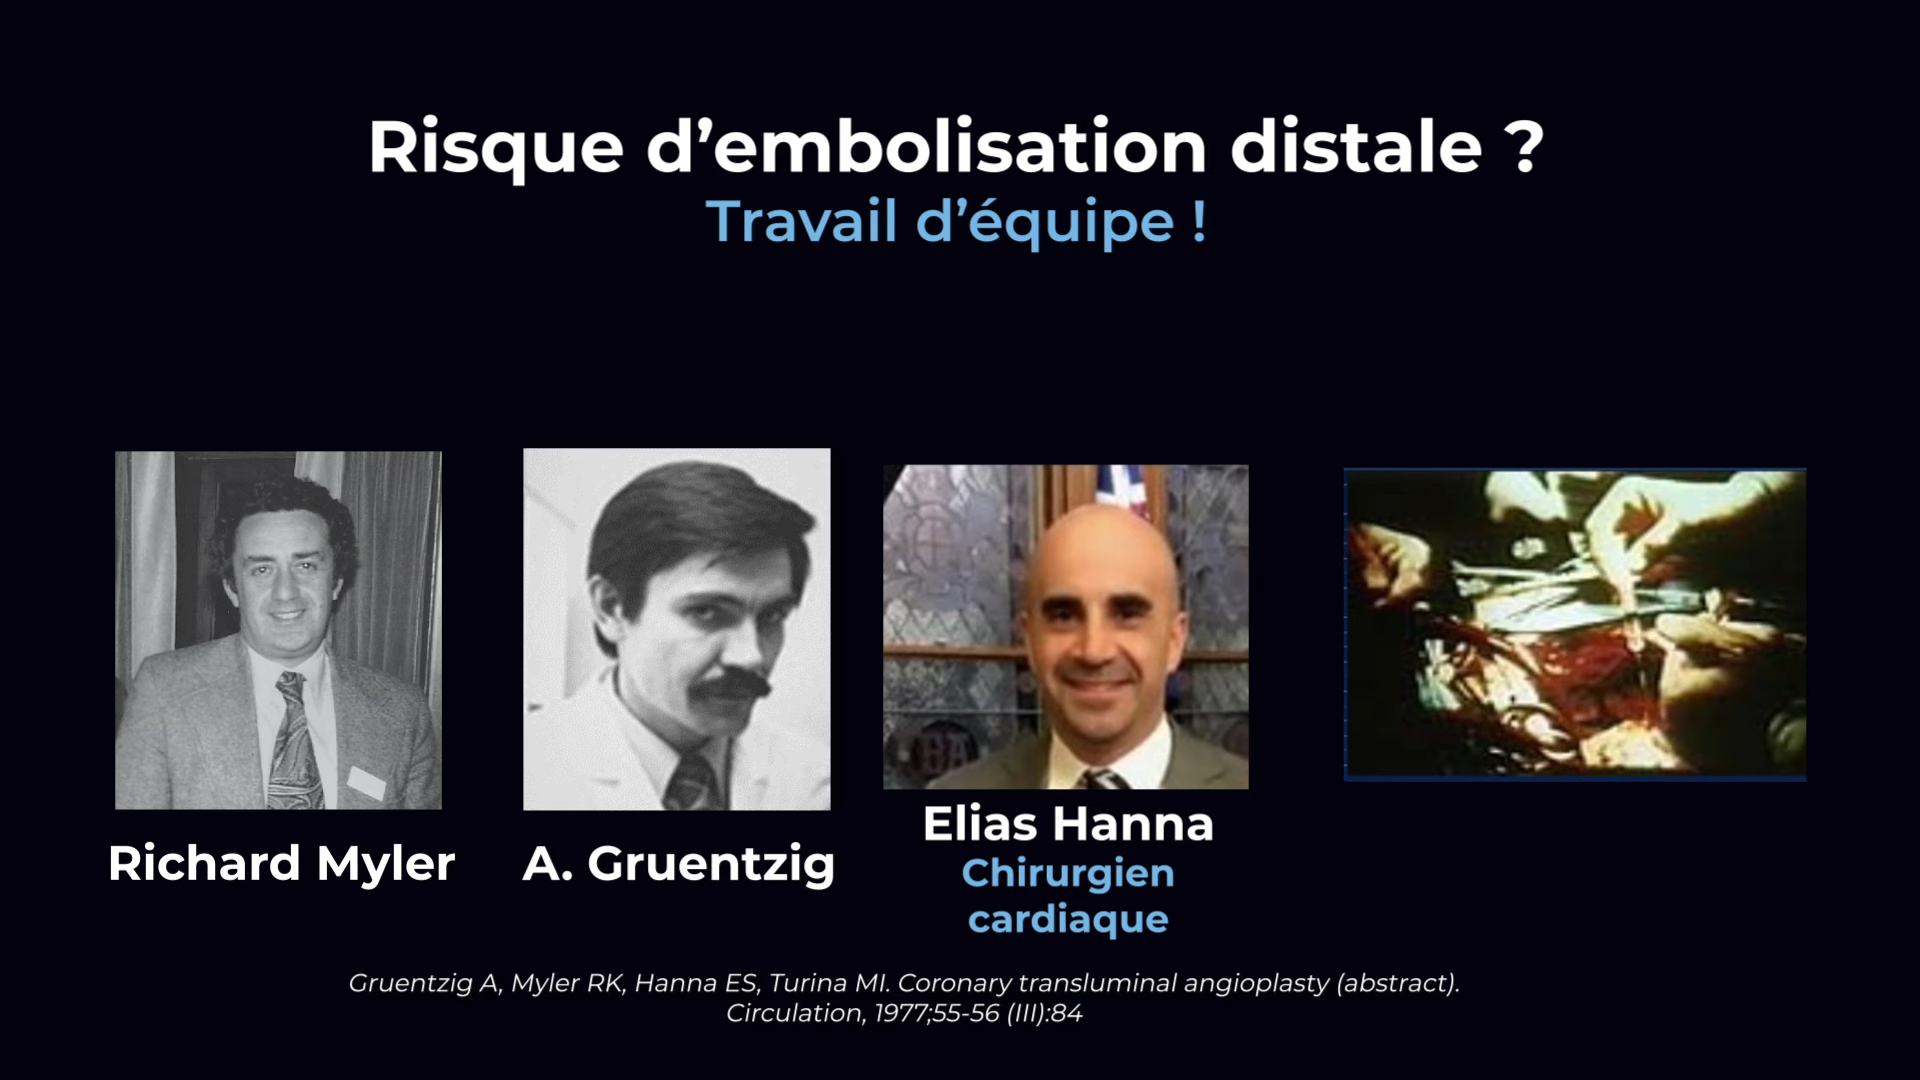 Risque d’embolisation distale ?
Travail d’équipe !
Richard Myler
A. Gruentzig
Elias Hanna
Chirurgien
cardiaque
Gruentzig A, Myler RK, Hanna ES, Turina MI. Coronary transluminal angioplasty (abstract).
Circulation, 1977;55-56 (III):84